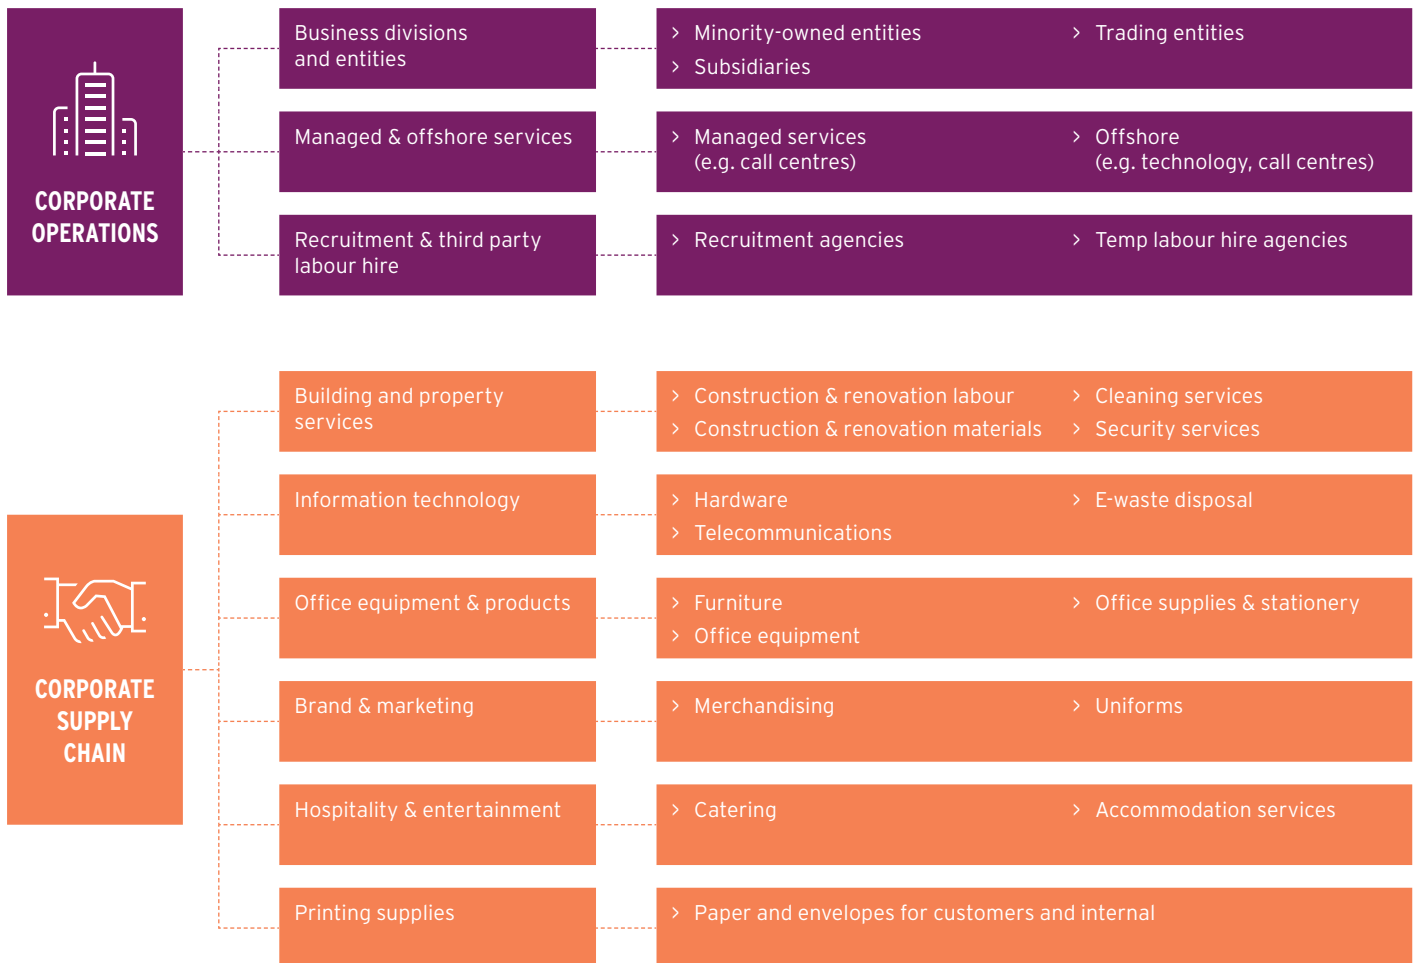 CORPORATE
OPERATIONS
Business divisions
and entities
> Minority-owned entities
> Subsidiaries
> Trading entities
Managed & offshore services
> Managed services
(e.g. call centres)
> Offshore
(e.g. technology, call centres)
Recruitment & third party
labour hire
> Recruitment agencies
> Temp labour hire agencies
CORPORATE
SUPPLY
CHAIN
Building and property
services
> Construction & renovation labour
> Construction & renovation materials
> Cleaning services
> Security services
Information technology
> Hardware
> Telecommunications
> E-waste disposal
Office equipment & products
> Furniture
> Office equipment
> Office supplies & stationery
Brand & marketing
> Merchandising
> Uniforms
Hospitality & entertainment
> Catering
> Accommodation services
Printing supplies
> Paper and envelopes for customers and internal